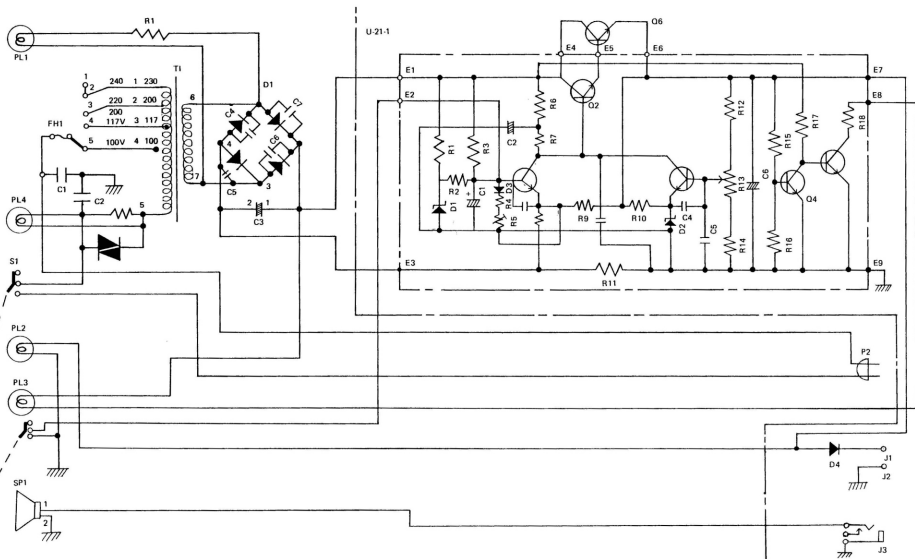 R1
U-21-1
Q6
PL1
E4
E5
E6
T1
D1
E1
E7
1
2
240
1
230
6
C4
C7
E2
Q2
E8
3
220
2
200
200
R6
R12
R18
4
117V
3
117
C2
R15
R17
FH1
5
100V
4
100
4
C6
R1
R3
R7
C6
R2
C1
+
D3
R4
R13
Q4
C1
7
C5
3
D1
R5
R9
R10
C4
C2
2
1
C3
D2
C5
R14
R16
PL4
5
S1
E3
R11
E9
PL2
P2
PL3
D4
J1
J2
SP1
1
2
J3